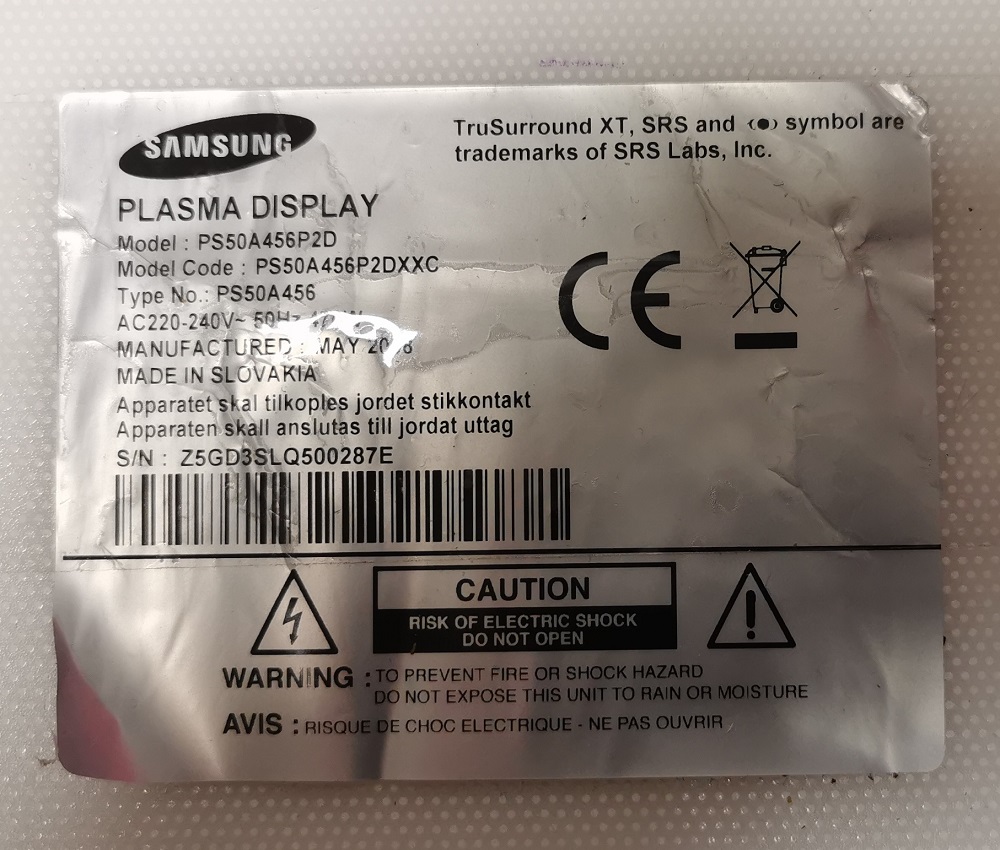 SAMSUNG
TruSurround XT, SRS and (●) symbol are
trademarks of SRS Labs, Inc.
PLASMA DISPLAY
Model : PS50A456P2D
Model Code : PS50A456P2DXXC
Type No.: PS50A456
AC220-240V~ 50Hz
MANUFACTURED : MAY
MADE IN SLOVAKIA
Apparatet skal tilkoples jordet stikkontakt
Apparaten skall anslutas till jordat uttag
S/N : Z5GD3SLQ500287E
CE
CAUTION
RISK OF ELECTRIC SHOCK
DO NOT OPEN
WARNING : TO PREVENT FIRE OR SHOCK HAZARD
DO NOT EXPOSE THIS UNIT TO RAIN OR MOISTURE
AVIS : RISQUE DE CHOC ELECTRIQUE - NE PAS OUVRIR